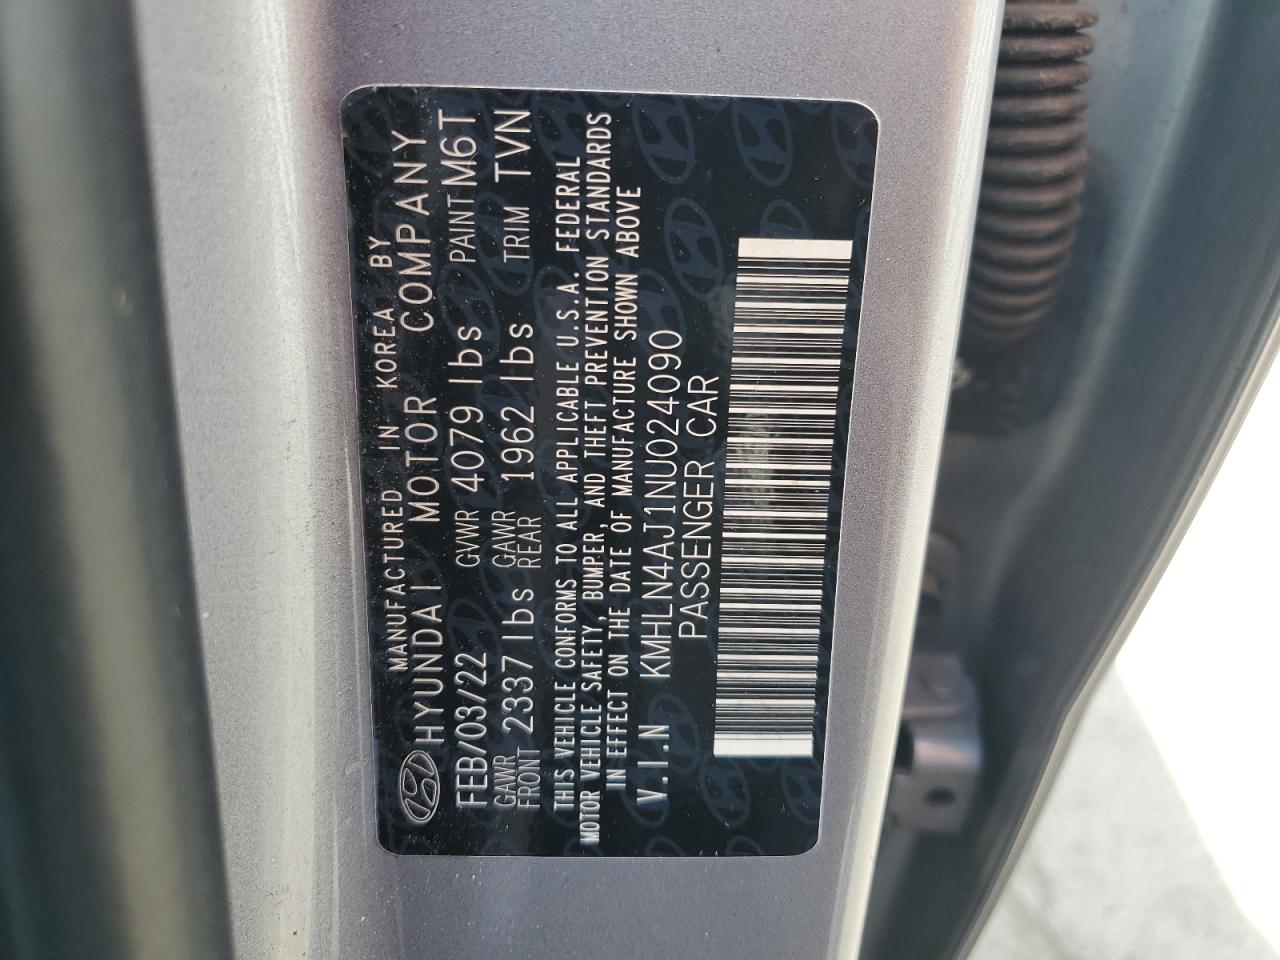 MANUFACTURED IN KOREA BY
HYUNDAI MOTOR COMPANY
FEB/03/22 GVWR 4079 lbs PAINT M6T
GAWR FRONT 2337 lbs GAWR REAR 1962 lbs TRIM TVN
THIS VEHICLE CONFORMS TO ALL APPLICABLE U.S.A. FEDERAL
MOTOR VEHICLE SAFETY, BUMPER, AND THEFT PREVENTION STANDARDS
IN EFFECT ON THE DATE OF MANUFACTURE SHOWN ABOVE
V.I.N KMHLN4AJ1NU024090
PASSENGER CAR